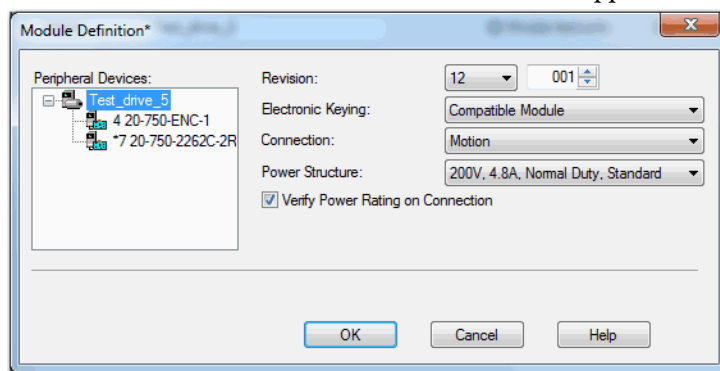 Module Definition*
Peripheral Devices:
Test_drive_5
4 20-750-ENC-1
*7 20-750-2262C-2R
Revision: 12 001
Electronic Keying: Compatible Module
Connection: Motion
Power Structure: 200V, 4.8A, Normal Duty, Standard
Verify Power Rating on Connection
OK Cancel Help